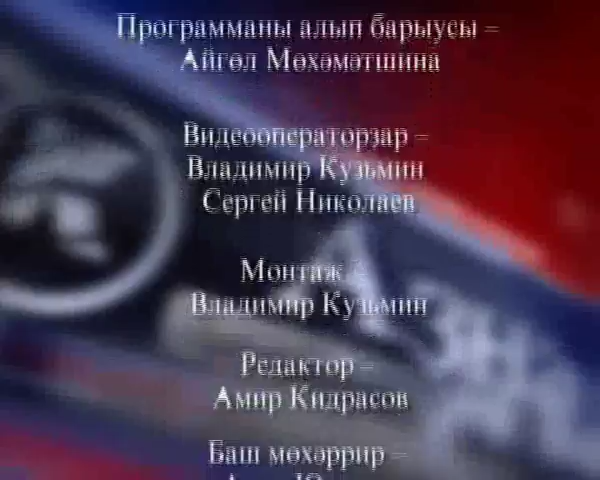 Программаны алып барыусы –
Айгөл Мөхәмәтшина
Видеооператорҙар –
Владимир Кузьмин
Сергей Николаев
Монтаж –
Владимир Кузьмин
Редактор –
Амир Кидрасов
Баш мөхәррир –